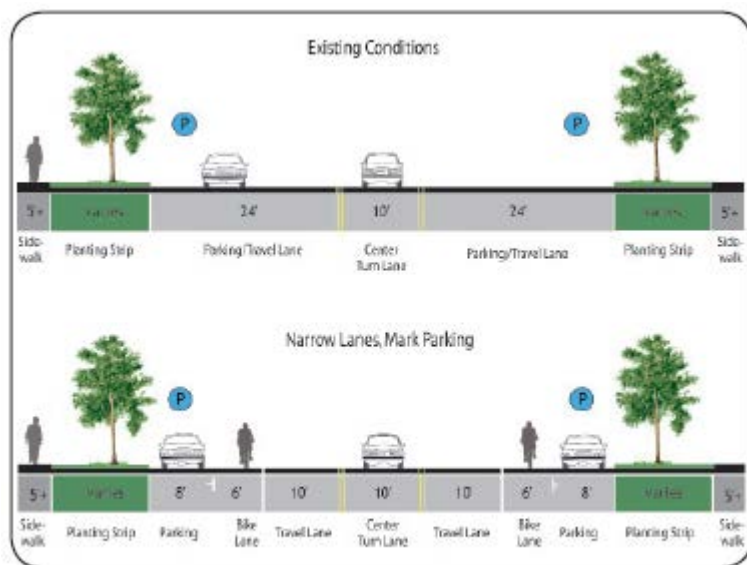 Existing Conditions
P P
5'+ Varies 24' 10' 24' Varies 5'+
Side-walk Planting Strip Parking/Travel Lane Center Turn Lane Parking/Travel Lane Planting Strip Side-walk
Narrow Lanes, Mark Parking
P P
5'+ Varies 8' 6' 10' 10' 10' 6' 8' Varies 5'+
Side-walk Planting Strip Parking Bike Lane Travel Lane Center Turn Lane Travel Lane Bike Lane Parking Planting Strip Side-walk